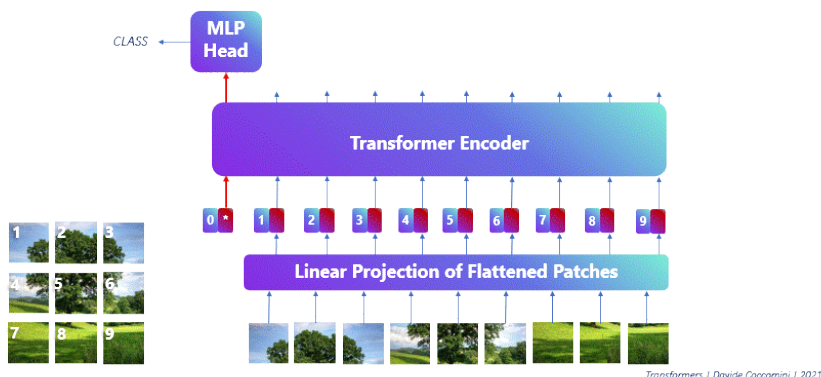 MLP
Head
CLASS
Transformer Encoder
0 * 1 2 3 4 5 6 7 8 9
1 2 3
4 5 6
7 8 9
Linear Projection of Flattened Patches
Transformers | Davide Coccomini | 2021